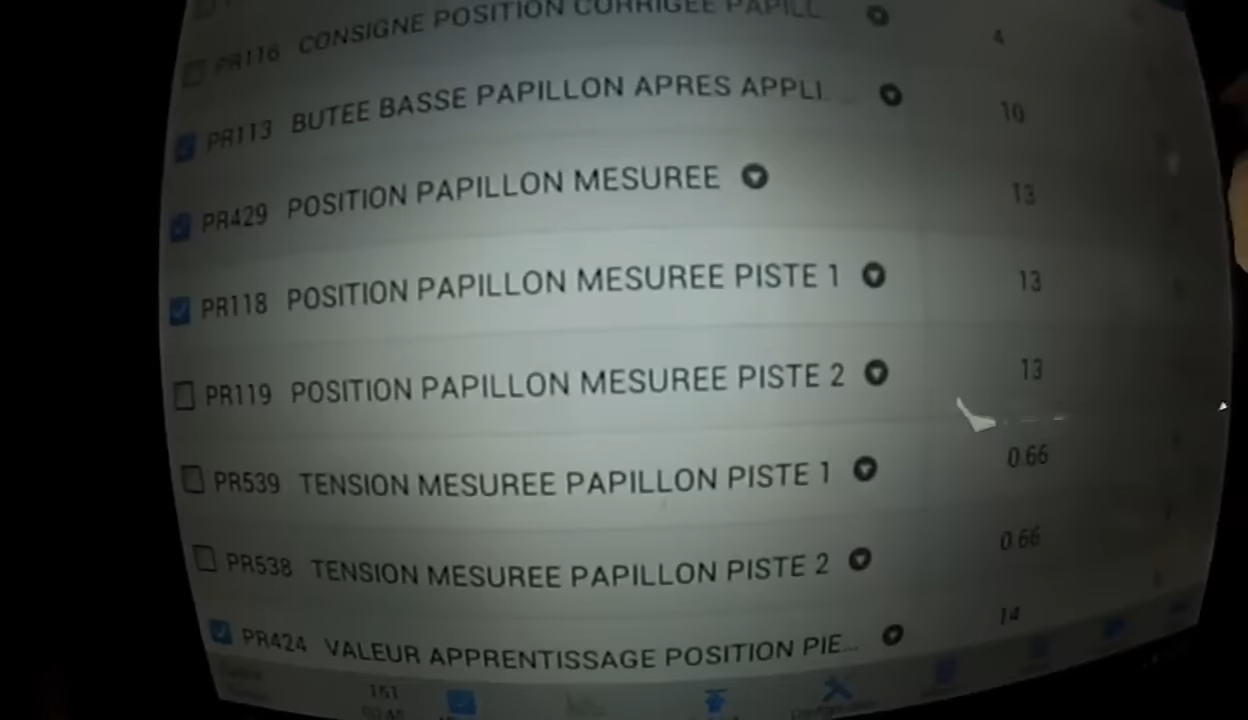 PR116 CONSIGNE POSITION CORRIGEE PAPILL 4
PR113 BUTEE BASSE PAPILLON APRES APPLI... 10
PR429 POSITION PAPILLON MESUREE 13
PR118 POSITION PAPILLON MESUREE PISTE 1 13
PR119 POSITION PAPILLON MESUREE PISTE 2 13
PR539 TENSION MESUREE PAPILLON PISTE 1 0.66
PR538 TENSION MESUREE PAPILLON PISTE 2 0.66
PR424 VALEUR APPRENTISSAGE POSITION PIE... 14
161